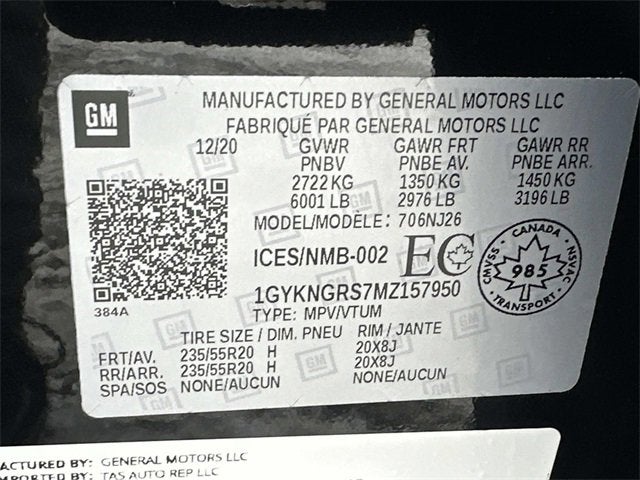 GM
MANUFACTURED BY GENERAL MOTORS LLC
FABRIQUÉ PAR GENERAL MOTORS LLC
12/20 GVWR GAWR FRT GAWR RR
PNBV PNBE AV. PNBE ARR.
2722 KG 1350 KG 1450 KG
6001 LB 2976 LB 3196 LB
MODEL/MODÈLE: 706NJ26
ICES/NMB-002 EC
CANADA
CMVSS 985 NSVAC
TRANSPORT
1GYKNGRS7MZ157950
384A
TYPE: MPV/VTUM
TIRE SIZE / DIM. PNEU RIM / JANTE
FRT/AV. 235/55R20 H 20X8J
RR/ARR. 235/55R20 H 20X8J
SPA/SOS NONE/AUCUN NONE/AUCUN
ACTURED BY: GENERAL MOTORS LLC
MPORTED BY: TAS AUTO REP LLC